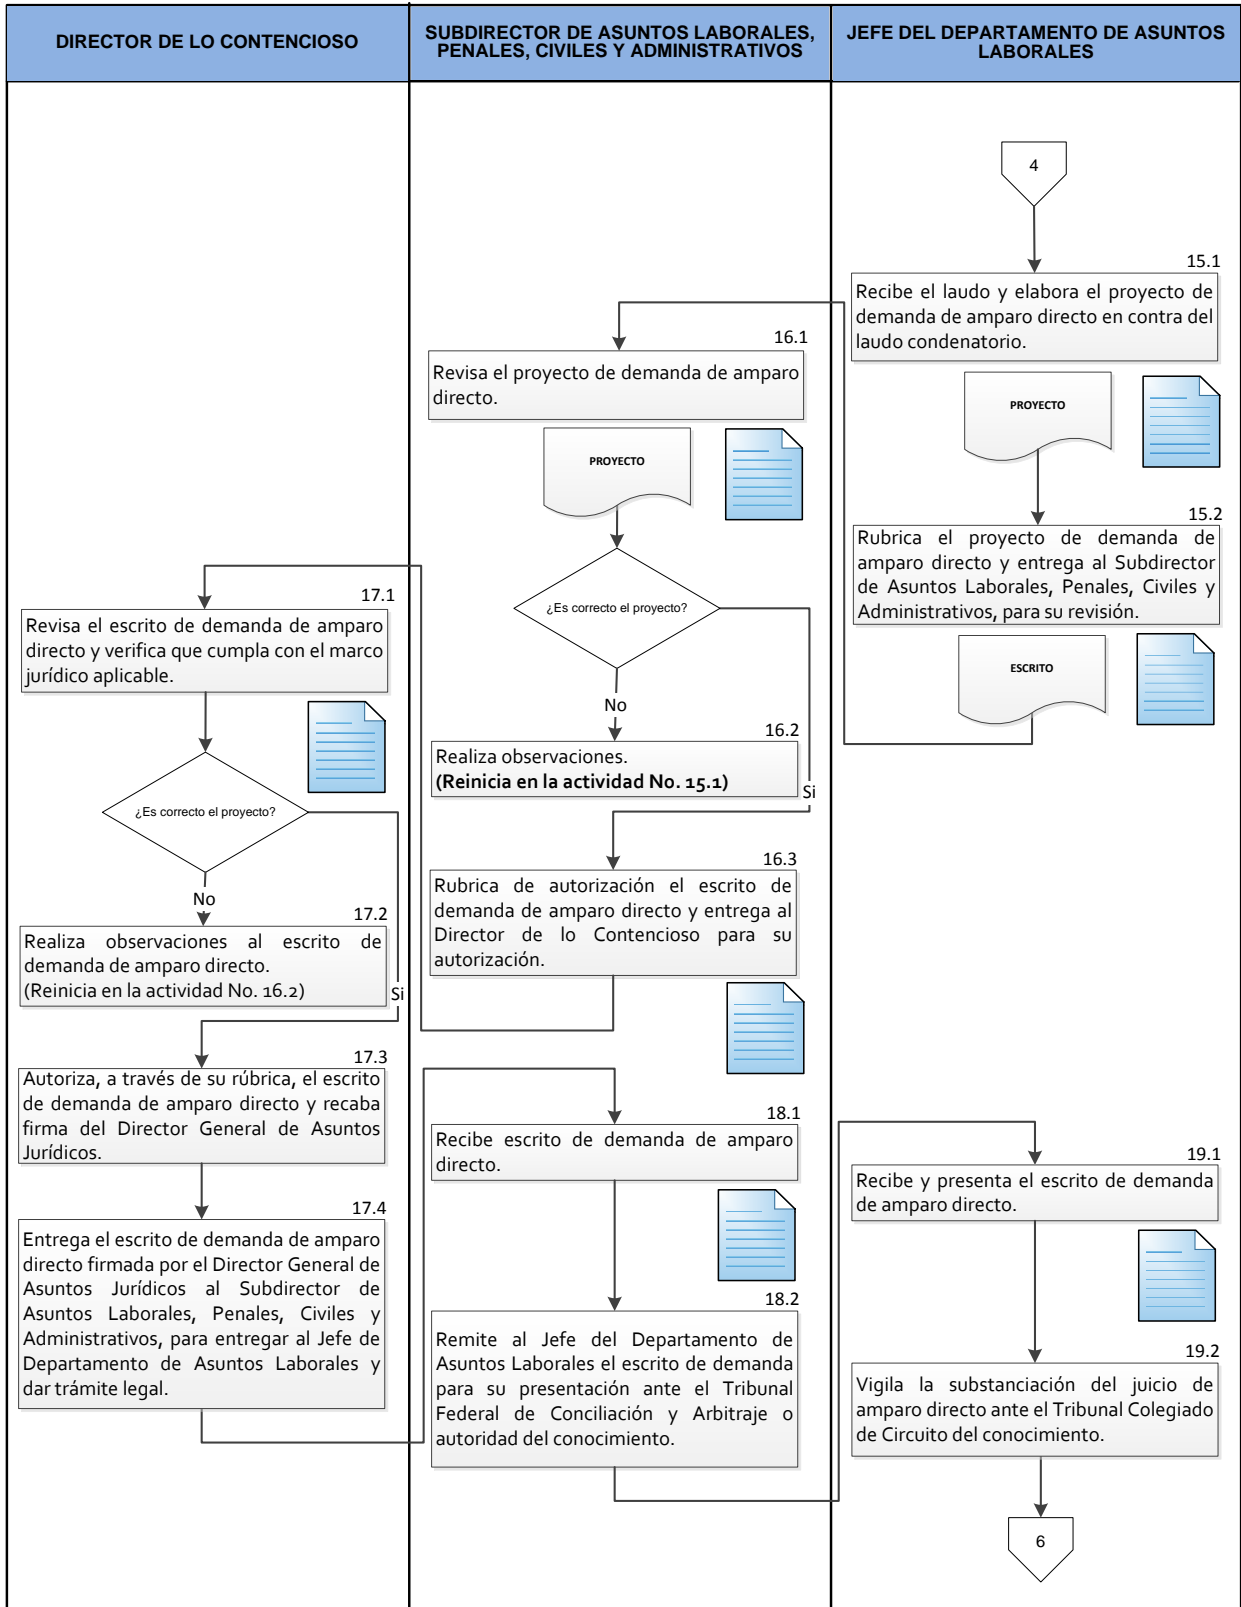 DIRECTOR DE LO CONTENCIOSO
SUBDIRECTOR DE ASUNTOS LABORALES,
PENALES, CIVILES Y ADMINISTRATIVOS
JEFE DEL DEPARTAMENTO DE ASUNTOS
LABORALES
4
15.1
Recibe el laudo y elabora el proyecto de
demanda de amparo directo en contra del
laudo condenatorio.
PROYECTO
15.2
Rubrica el proyecto de demanda de
amparo directo y entrega al Subdirector
de Asuntos Laborales, Penales, Civiles y
Administrativos, para su revisión.
ESCRITO
16.1
Revisa el proyecto de demanda de amparo
directo.
PROYECTO
¿Es correcto el proyecto?
No
16.2
Realiza observaciones.
(Reinicia en la actividad No. 15.1)
Si
16.3
Rubrica de autorización el escrito de
demanda de amparo directo y entrega al
Director de lo Contencioso para su
autorización.
17.1
Revisa el escrito de demanda de amparo
directo y verifica que cumpla con el marco
jurídico aplicable.
¿Es correcto el proyecto?
No
17.2
Realiza observaciones al escrito de
demanda de amparo directo.
(Reinicia en la actividad No. 16.2)
Si
17.3
Autoriza, a través de su rúbrica, el escrito
de demanda de amparo directo y recaba
firma del Director General de Asuntos
Jurídicos.
17.4
Entrega el escrito de demanda de amparo
directo firmada por el Director General de
Asuntos Jurídicos al Subdirector de
Asuntos Laborales, Penales, Civiles y
Administrativos, para entregar al Jefe de
Departamento de Asuntos Laborales y
dar trámite legal.
18.1
Recibe escrito de demanda de amparo
directo.
18.2
Remite al Jefe del Departamento de
Asuntos Laborales el escrito de demanda
para su presentación ante el Tribunal
Federal de Conciliación y Arbitraje o
autoridad del conocimiento.
19.1
Recibe y presenta el escrito de demanda
de amparo directo.
19.2
Vigila la substanciación del juicio de
amparo directo ante el Tribunal Colegiado
de Circuito del conocimiento.
6